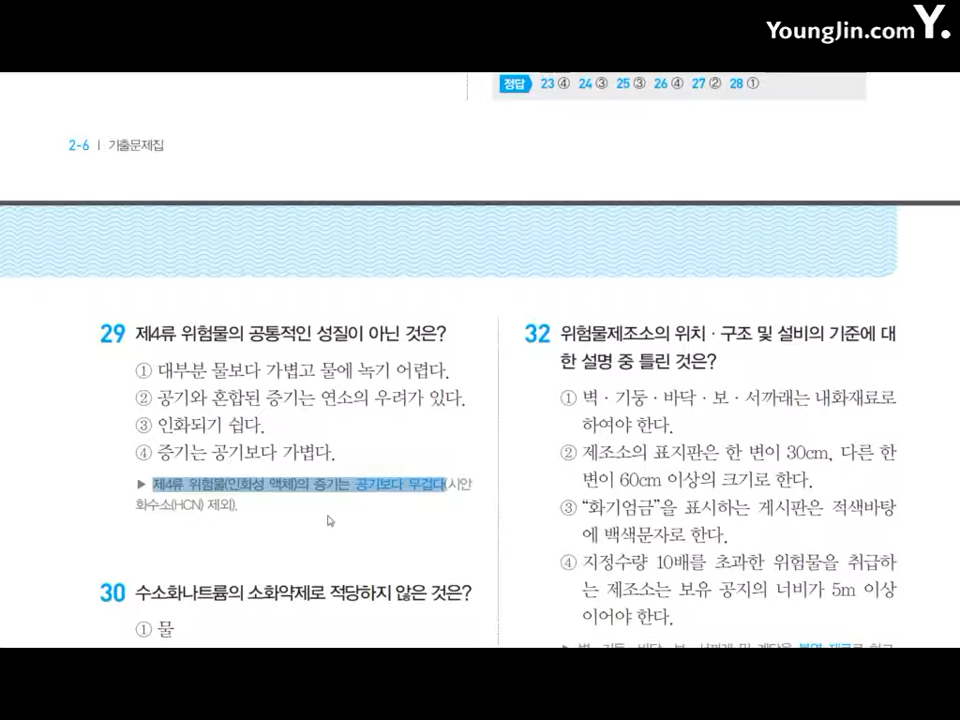 YoungJin.com Y.
정답 23 ④ 24 ③ 25 ③ 26 ④ 27 ② 28 ①
2-6 | 기출문제집
29 제4류 위험물의 공통적인 성질이 아닌 것은?
① 대부분 물보다 가볍고 물에 녹기 어렵다.
② 공기와 혼합된 증기는 연소의 우려가 있다.
③ 인화되기 쉽다.
④ 증기는 공기보다 가볍다.
▶ 제4류 위험물(인화성 액체)의 증기는 공기보다 무겁다(시안
화수소(HCN) 제외).
30 수소화나트륨의 소화약제로 적당하지 않은 것은?
① 물
32 위험물제조소의 위치·구조 및 설비의 기준에 대
한 설명 중 틀린 것은?
① 벽·기둥·바닥·보·서까래는 내화재료로
하여야 한다.
② 제조소의 표지판은 한 변이 30cm, 다른 한
변이 60cm 이상의 크기로 한다.
③ “화기엄금”을 표시하는 게시판은 적색바탕
에 백색문자로 한다.
④ 지정수량 10배를 초과한 위험물을 취급하
는 제조소는 보유 공지의 너비가 5m 이상
이어야 한다.